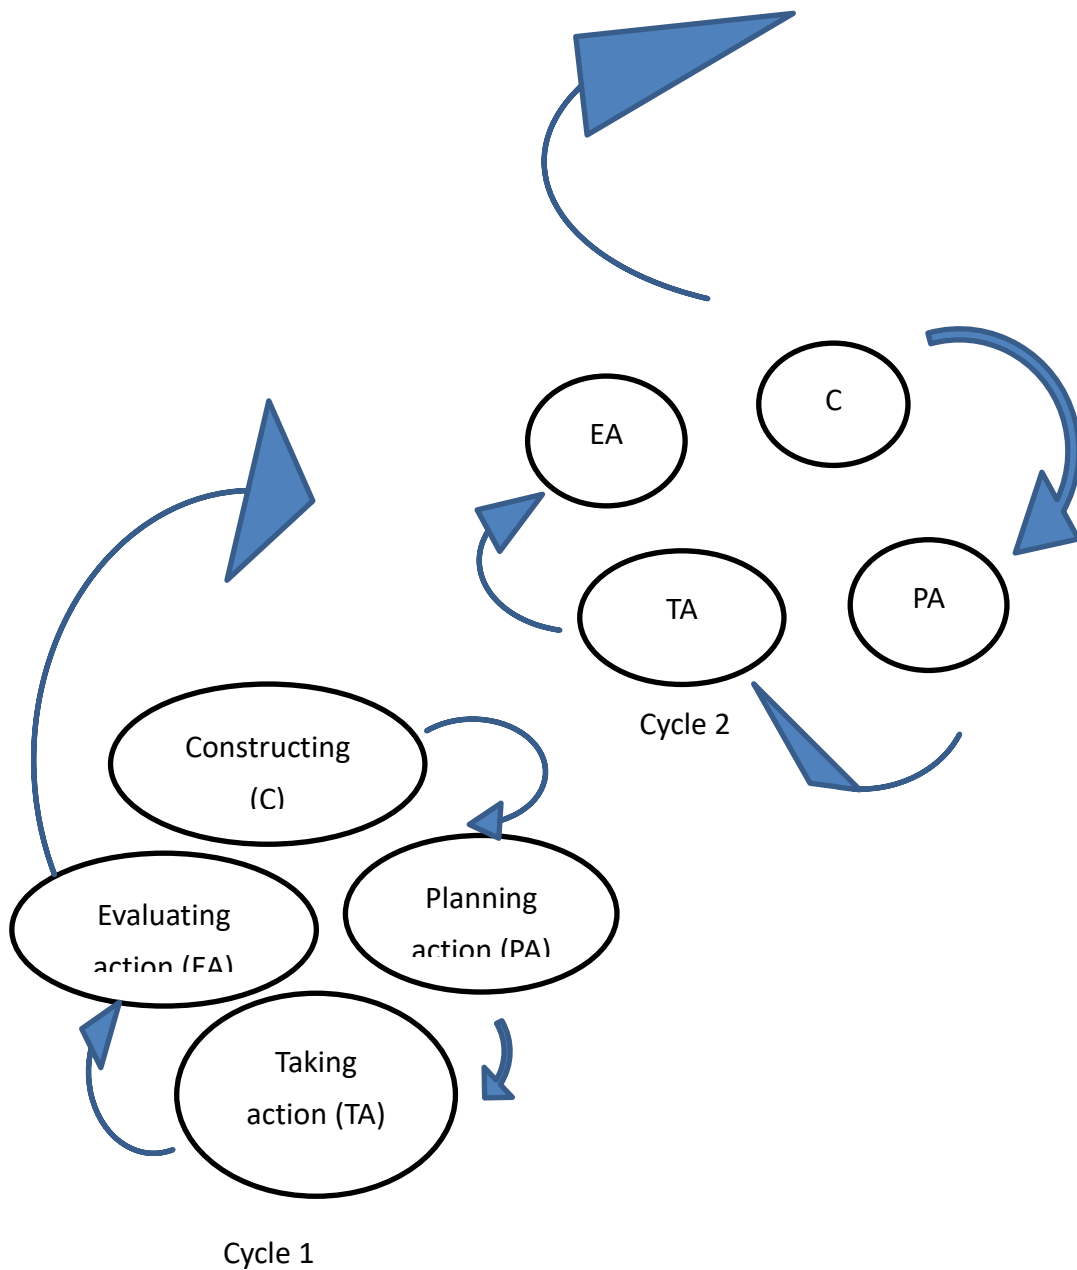 C
EA
PA
TA
Cycle 2
Constructing
(C)
Planning
action (PA)
Evaluating
action (EA)
Taking
action (TA)
Cycle 1